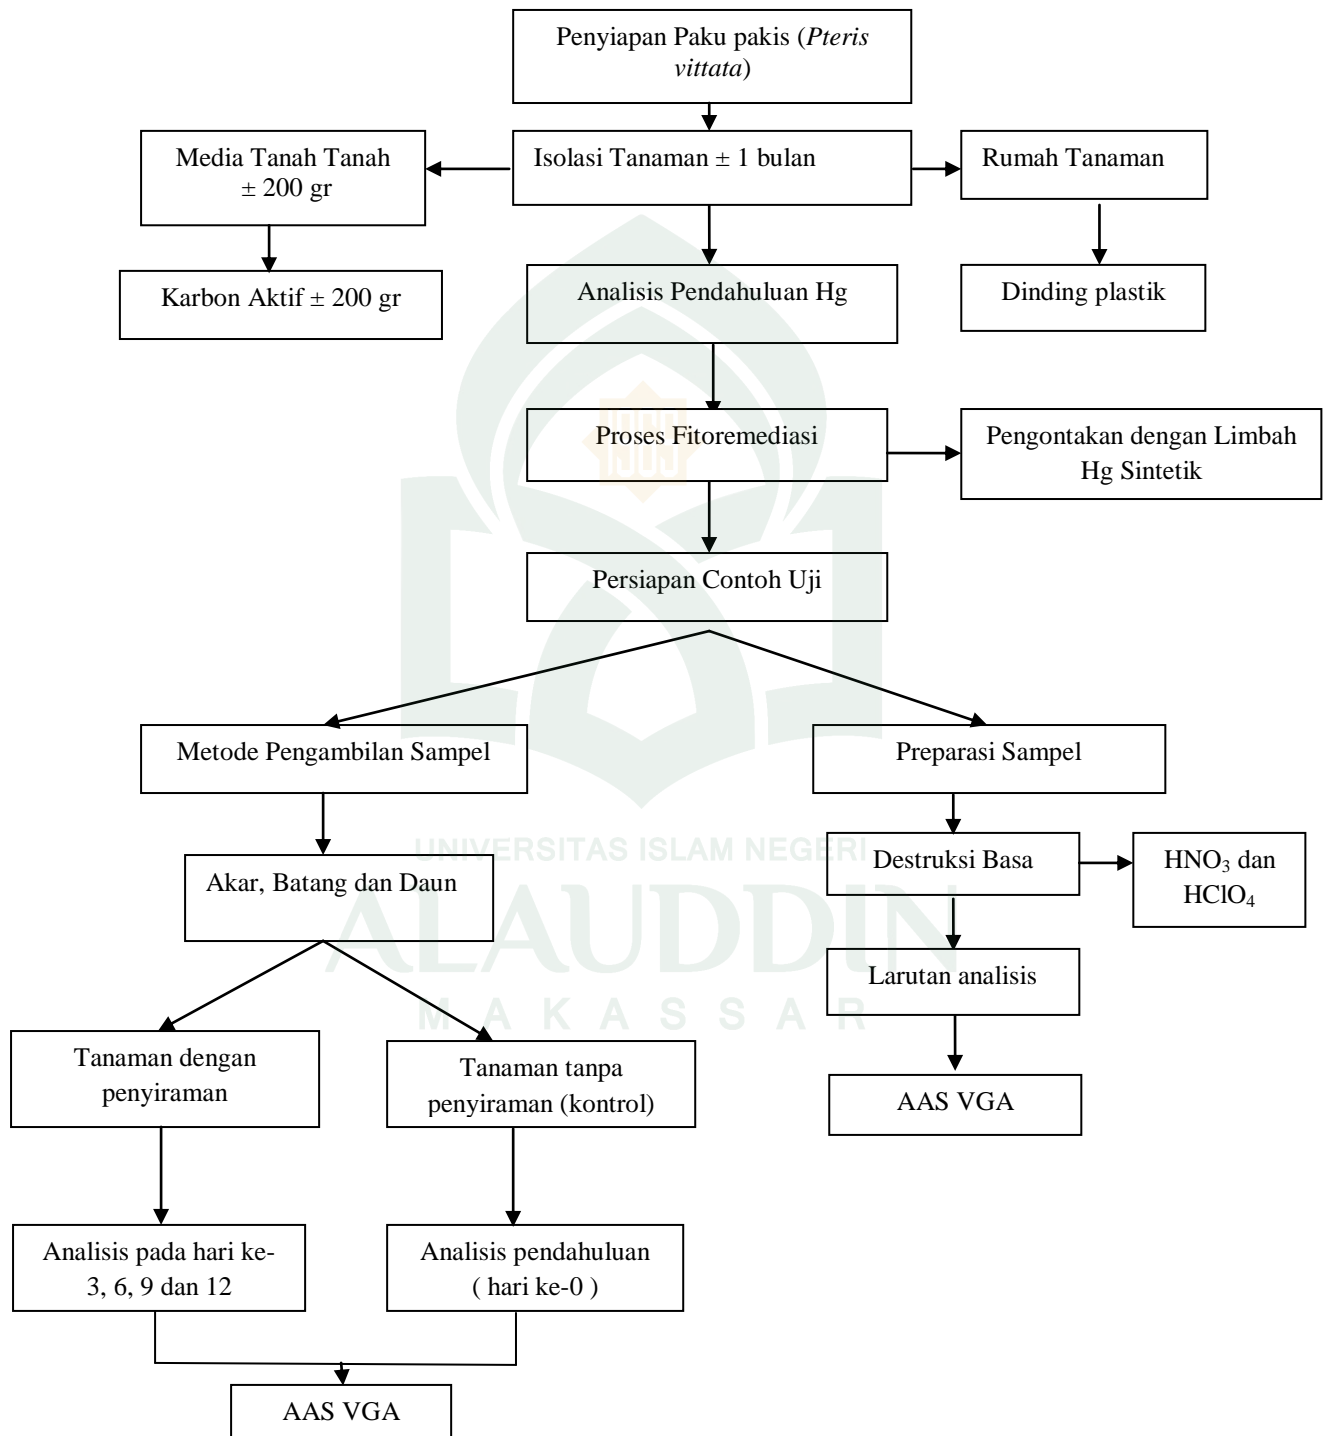 Penyiapan Paku pakis (Pteris
vittata)
Media Tanah Tanah
± 200 gr
Isolasi Tanaman ± 1 bulan
Rumah Tanaman
Karbon Aktif ± 200 gr
Analisis Pendahuluan Hg
Dinding plastik
Proses Fitoremediasi
Pengontakan dengan Limbah
Hg Sintetik
Persiapan Contoh Uji
Metode Pengambilan Sampel
Preparasi Sampel
UNIVERSITAS ISLAM NEGERI
ALAUDDIN
MAKASSAR
Akar, Batang dan Daun
Destruksi Basa
HNO₃ dan
HClO₄
Larutan analisis
AAS VGA
Tanaman dengan
penyiraman
Tanaman tanpa
penyiraman (kontrol)
Analisis pada hari ke-
3, 6, 9 dan 12
Analisis pendahuluan
( hari ke-0 )
AAS VGA